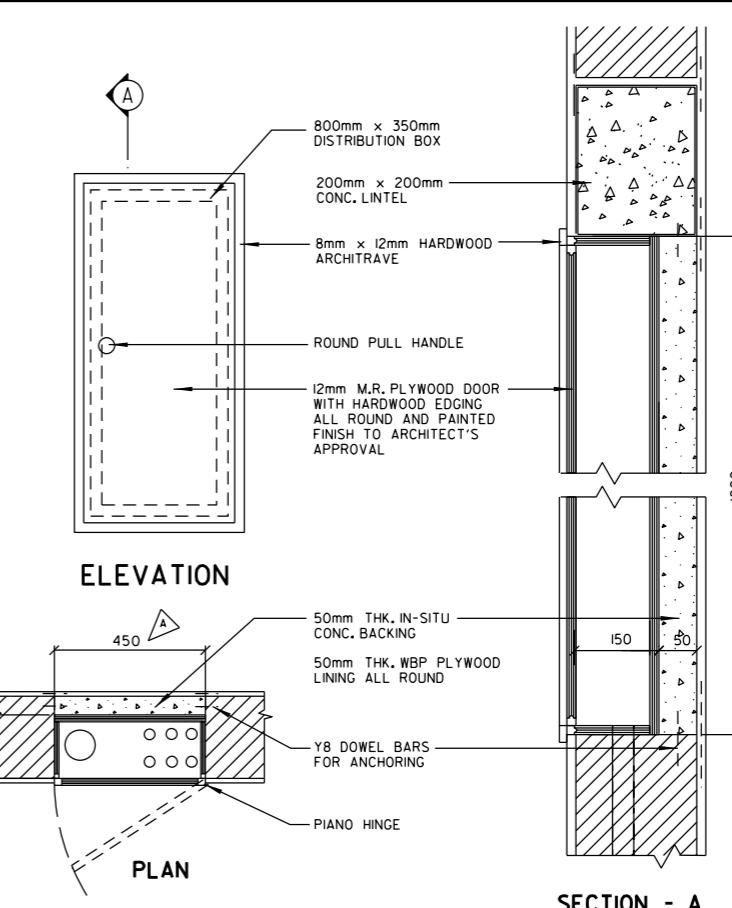 A
800mm x 350mm
DISTRIBUTION BOX
200mm x 200mm
CONC. LINTEL
8mm x 12mm HARDWOOD
ARCHITRAVE
ROUND PULL HANDLE
12mm M.R. PLYWOOD DOOR
WITH HARDWOOD EDGING
ALL ROUND AND PAINTED
FINISH TO ARCHITECT'S
APPROVAL
ELEVATION
450
A
50mm THK. IN-SITU
CONC. BACKING
50mm THK. WBP PLYWOOD
LINING ALL ROUND
150
50
Y8 DOWEL BARS
FOR ANCHORING
PIANO HINGE
PLAN
SECTION - A